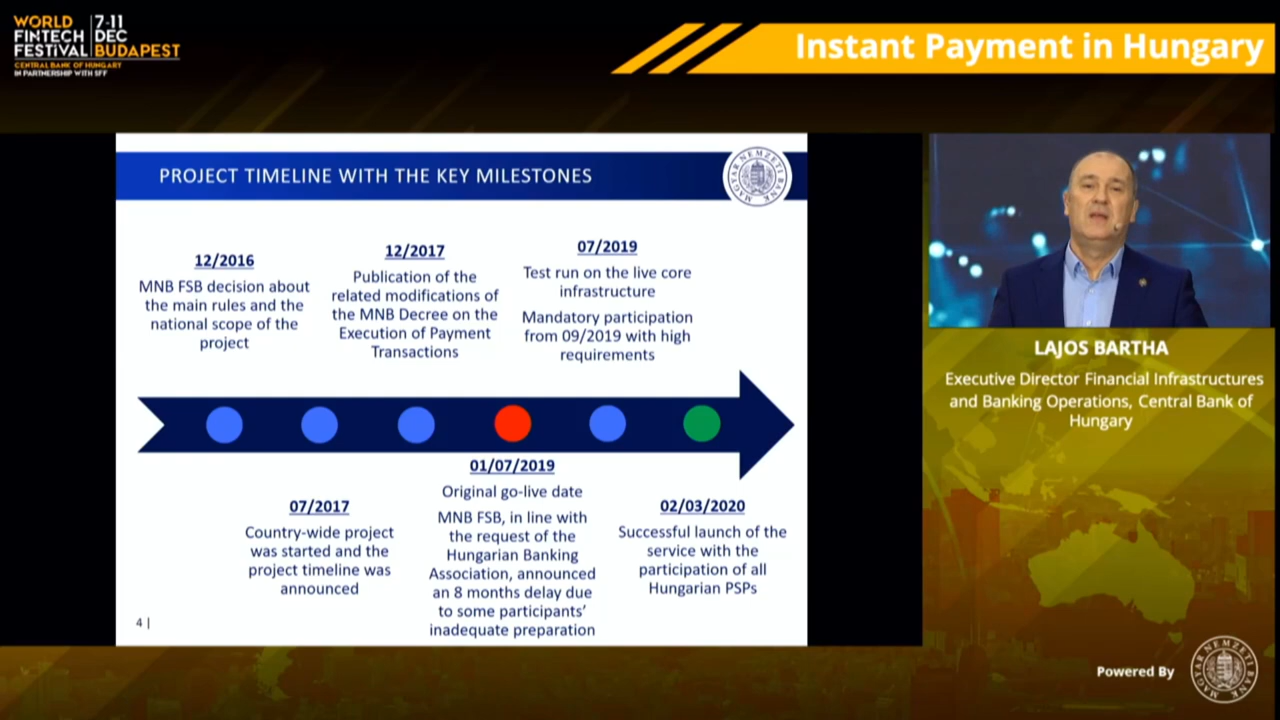 WORLD
FINTECH
FESTIVAL
7-11
DEC
BUDAPEST
CENTRAL BANK OF HUNGARY
IN PARTNERSHIP WITH SFF
Instant Payment in Hungary
PROJECT TIMELINE WITH THE KEY MILESTONES
MAGYAR NEMZETI BANK
12/2016
MNB FSB decision about
the main rules and the
national scope of the
project
12/2017
Publication of the
related modifications of
the MNB Decree on the
Execution of Payment
Transactions
07/2019
Test run on the live core
infrastructure
Mandatory participation
from 09/2019 with high
requirements
07/2017
Country-wide project
was started and the
project timeline was
announced
01/07/2019
Original go-live date
MNB FSB, in line with
the request of the
Hungarian Banking
Association, announced
an 8 months delay due
to some participants’
inadequate preparation
02/03/2020
Successful launch of the
service with the
participation of all
Hungarian PSPs
4 |
LAJOS BARTHA
Executive Director Financial Infrastructures
and Banking Operations, Central Bank of
Hungary
Powered By
MAGYAR NEMZETI BANK